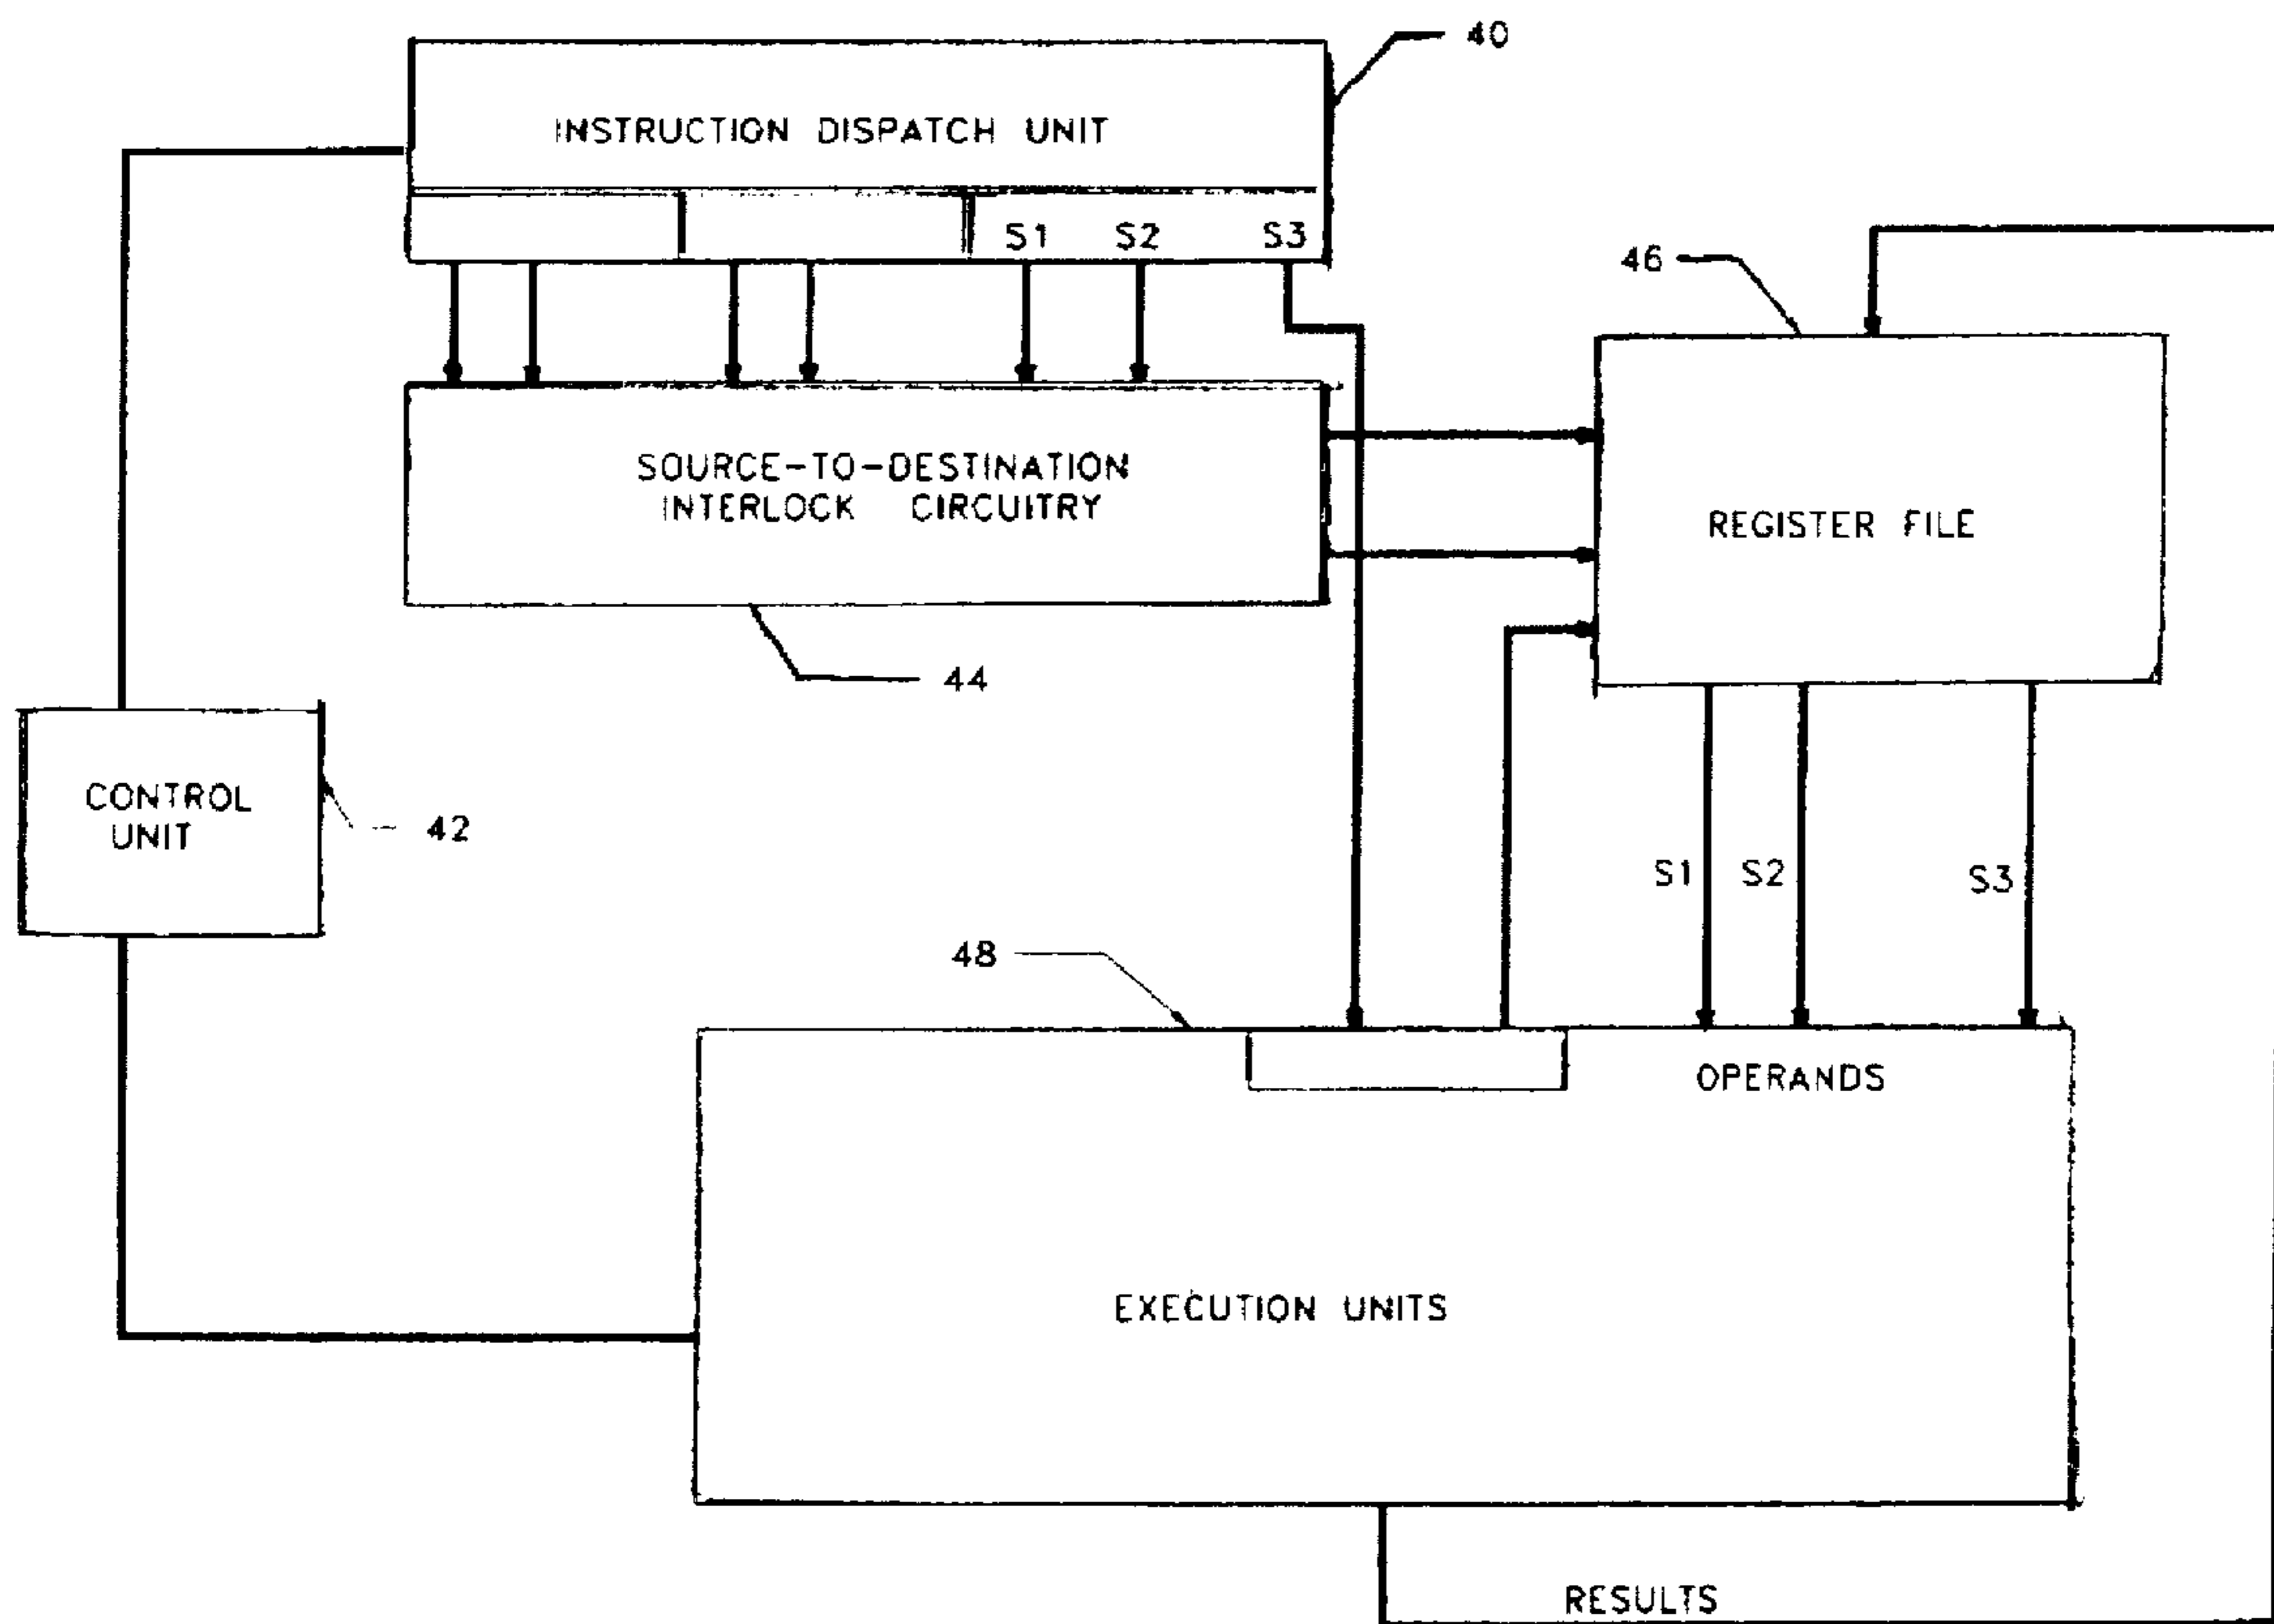 40
INSTRUCTION DISPATCH UNIT
S1 S2 S3
46
SOURCE-TO-DESTINATION
INTERLOCK CIRCUITRY
REGISTER FILE
44
CONTROL
UNIT
42
S1 S2 S3
48
OPERANDS
EXECUTION UNITS
RESULTS